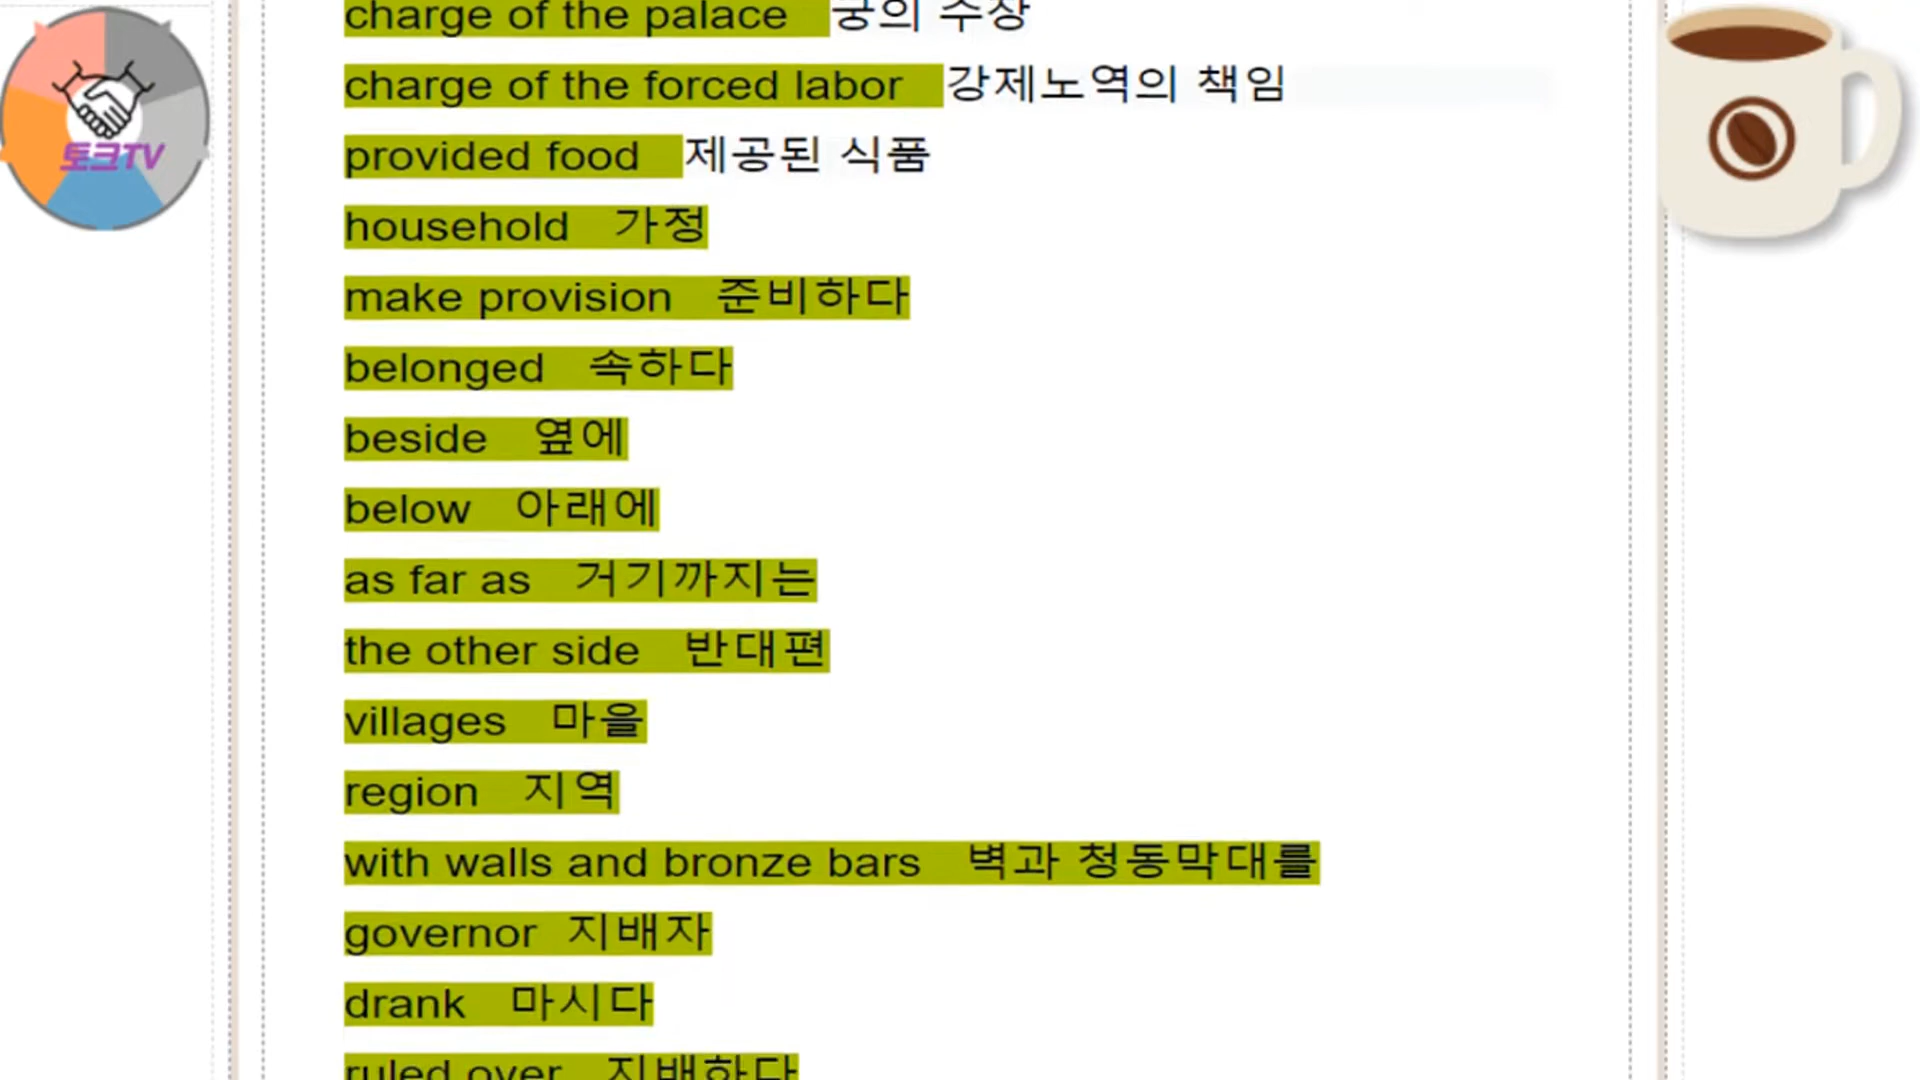 토크TV
charge of the palace 궁의 수장
charge of the forced labor 강제노역의 책임
provided food 제공된 식품
household 가정
make provision 준비하다
belonged 속하다
beside 옆에
below 아래에
as far as 거기까지는
the other side 반대편
villages 마을
region 지역
with walls and bronze bars 벽과 청동막대를
governor 지배자
drank 마시다
ruled over 지배하다